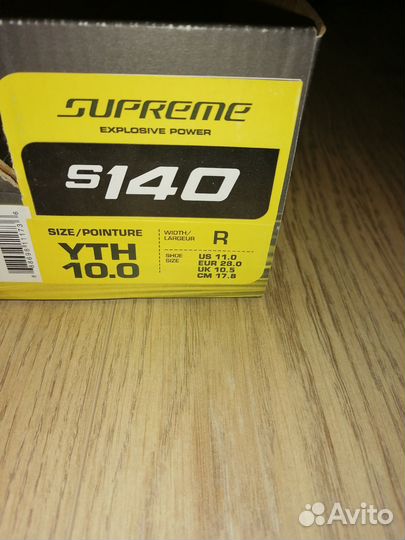 SUPREME
EXPLOSIVE POWER
S140
SIZE/POINTURE
YTH
10.0
WIDTH/
LARGEUR
R
SHOE
SIZE
US 11.0
EUR 28.0
UK 10.5
CM 17.8
Avito